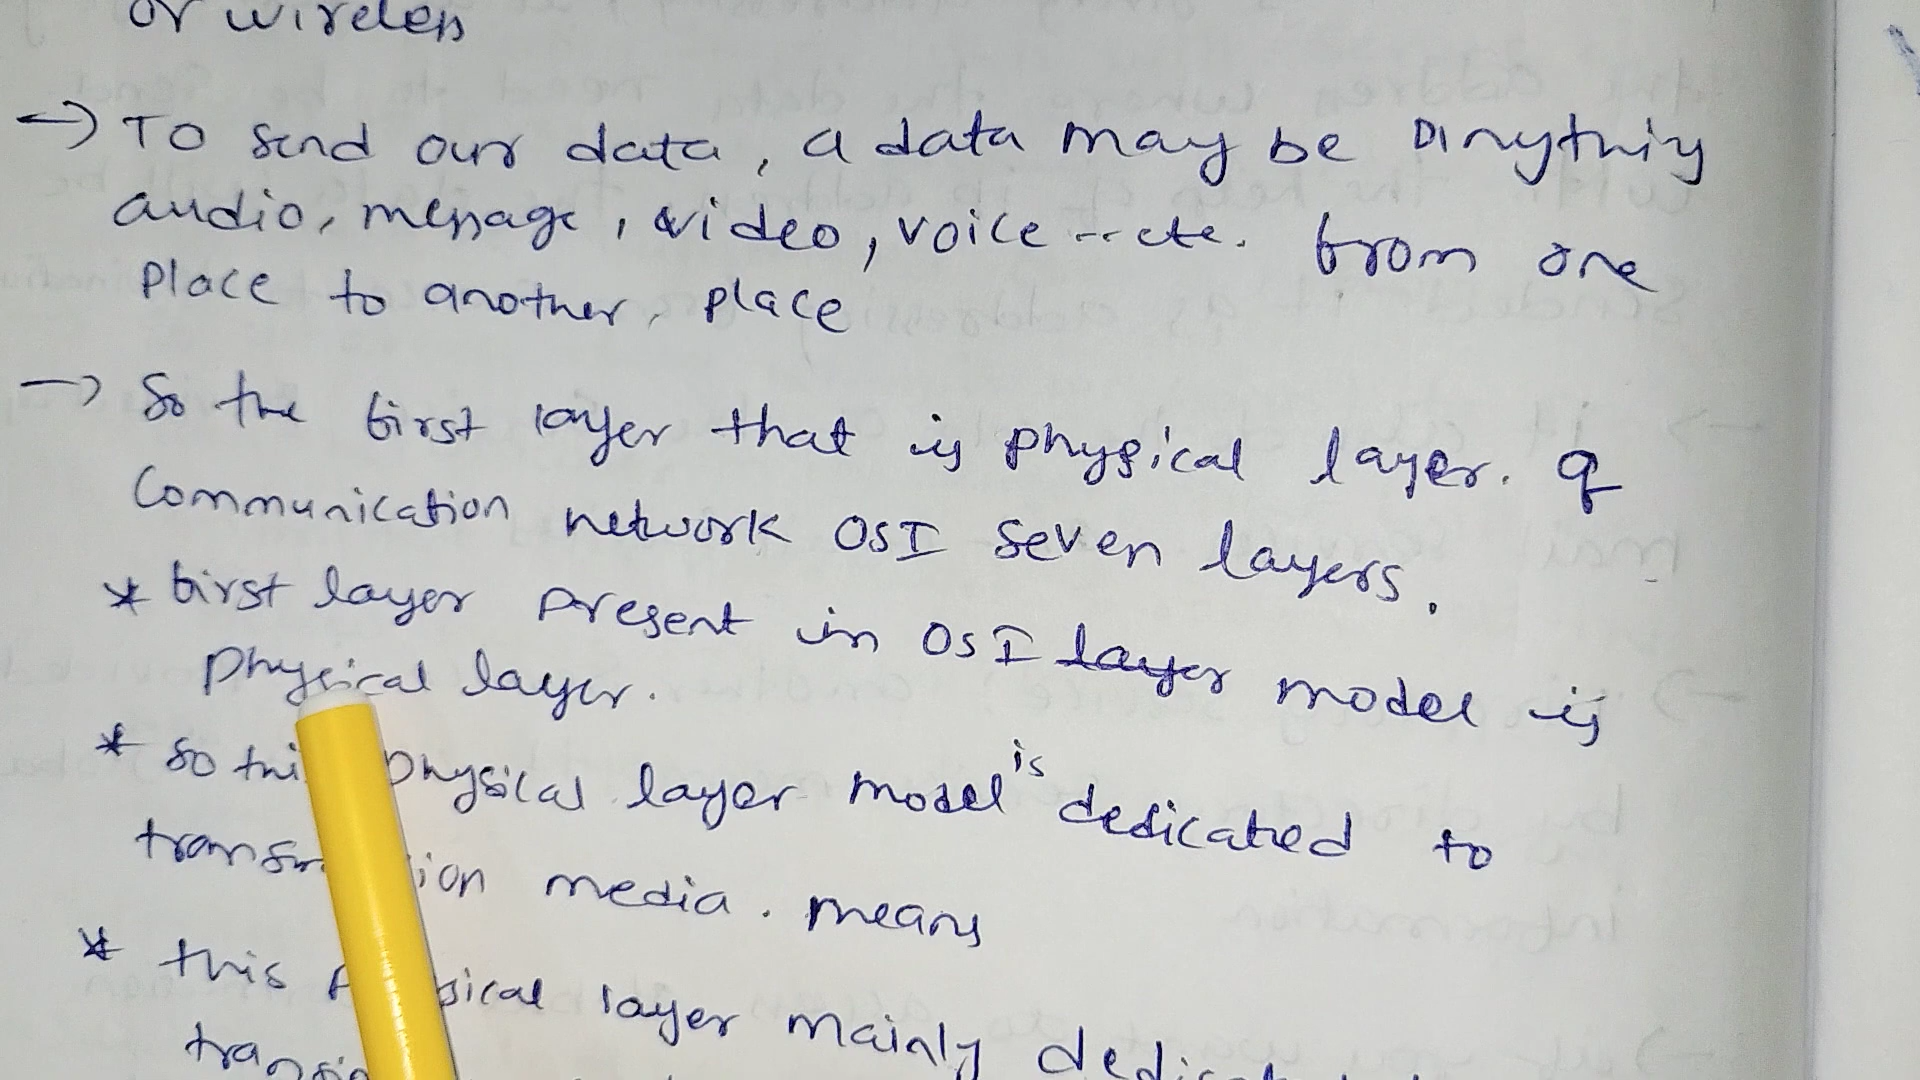 or wireless
→ To send our data, a data may be anything
audio, message, video, voice --etc. from one
place to another, place
→ So the first layer that is physical layer. of
Communication network OSI seven layers.
* first layer present in OSI layer model is
physical layer.
* so this physical layer model is dedicated to
transmission media. means
* this physical layer mainly